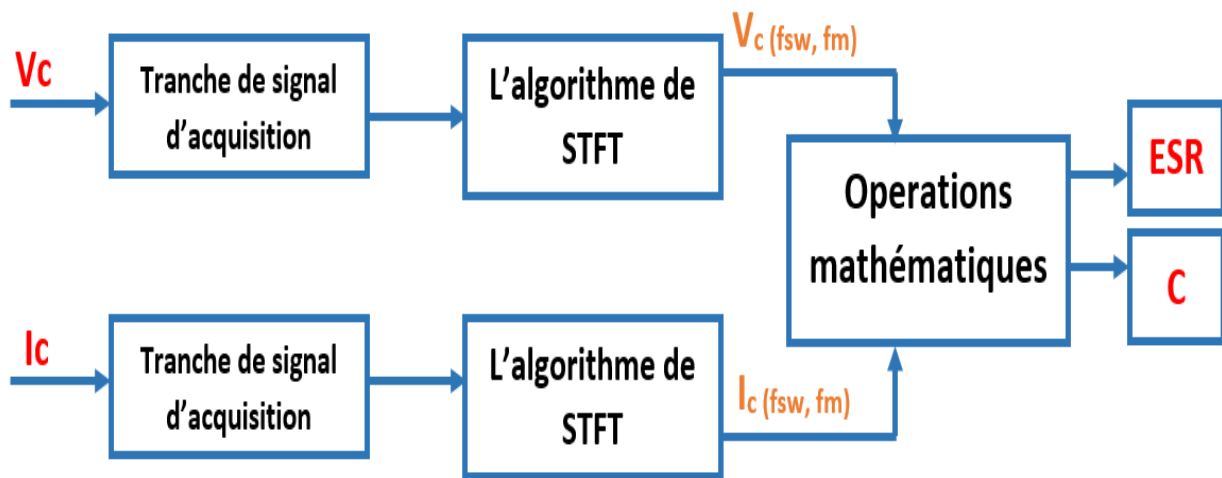 Vc
Tranche de signal
d'acquisition
L'algorithme de
STFT
Vc (fsw, fm)
Operations
mathématiques
ESR
C
Ic
Tranche de signal
d'acquisition
L'algorithme de
STFT
Ic (fsw, fm)